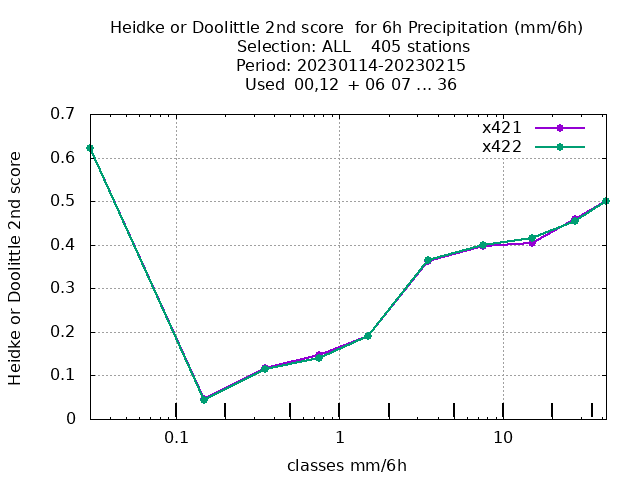 Heidke or Doolittle 2nd score  for 6h Precipitation (mm/6h)
Selection: ALL    405 stations
Period: 20230114-20230215
Used  00,12  + 06 07 ... 36
x421
x422
Heidke or Doolittle 2nd score
0.7
0.6
0.5
0.4
0.3
0.2
0.1
0
0.1
1
10
classes mm/6h